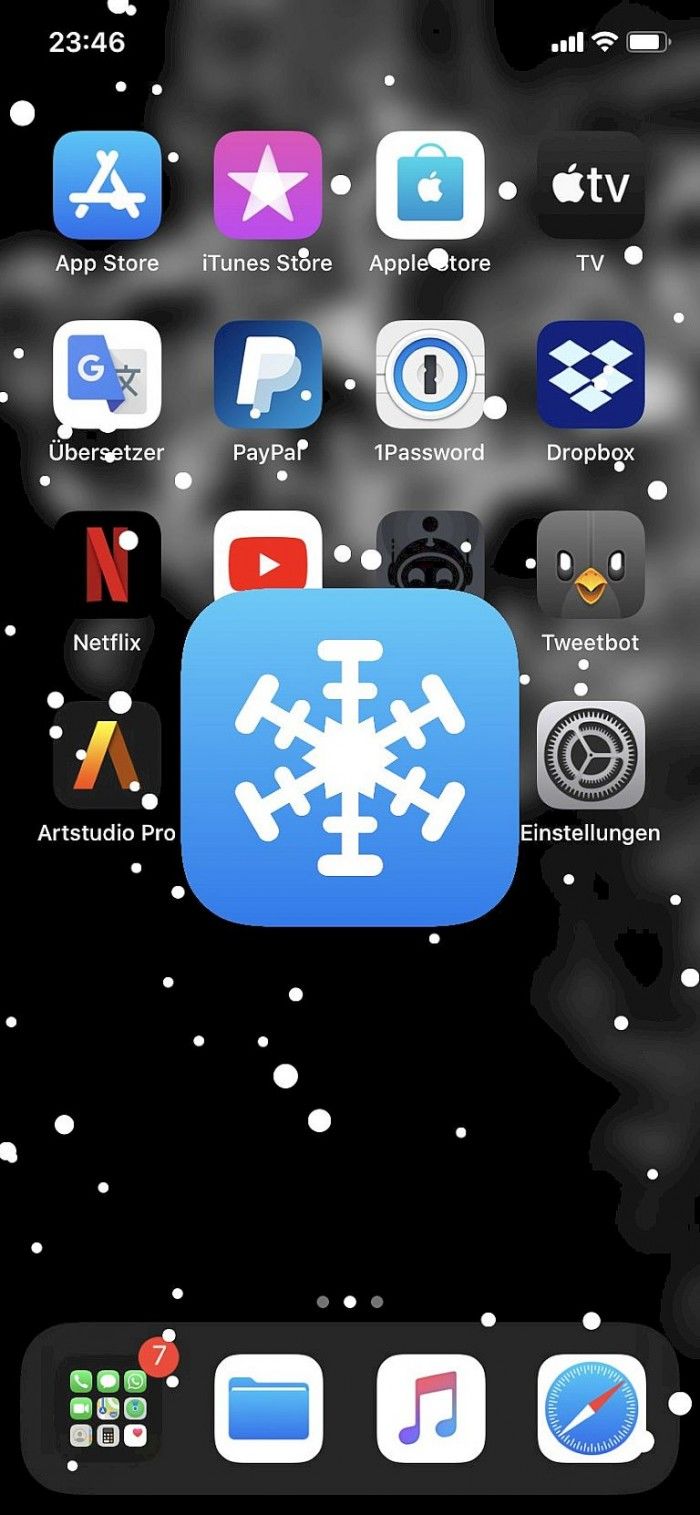 23:46
tv
App Store iTunes Store Apple Store TV
G 文
Übersetzer PayPal 1Password Dropbox
Netflix Tweetbot
Artstudio Pro Einstellungen
7